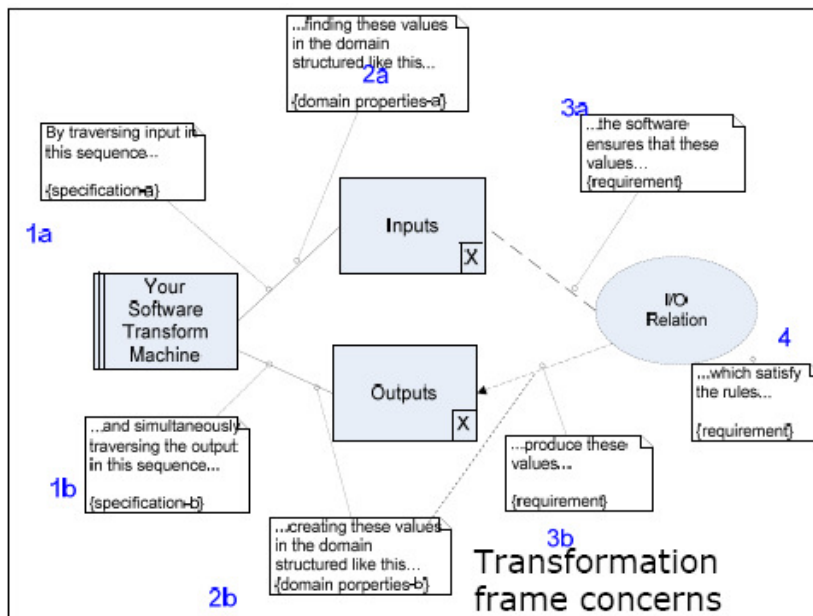 ...finding these values
in the domain
structured like this...
2a
{domain properties-a}
3a
...the software
ensures that these
values...
{requirement}
By traversing input in
this sequence...
{specification-a}
1a
Inputs
X
Your
Software
Transform
Machine
I/O
Relation
4
Outputs
X
...which satisfy
the rules...
{requirement}
...and simultaneously
traversing the output
in this sequence...
{specification-b}
1b
...produce these
values...
{requirement}
3b
...creating these values
in the domain
structured like this...
{domain porperties-b}
2b
Transformation
frame concerns